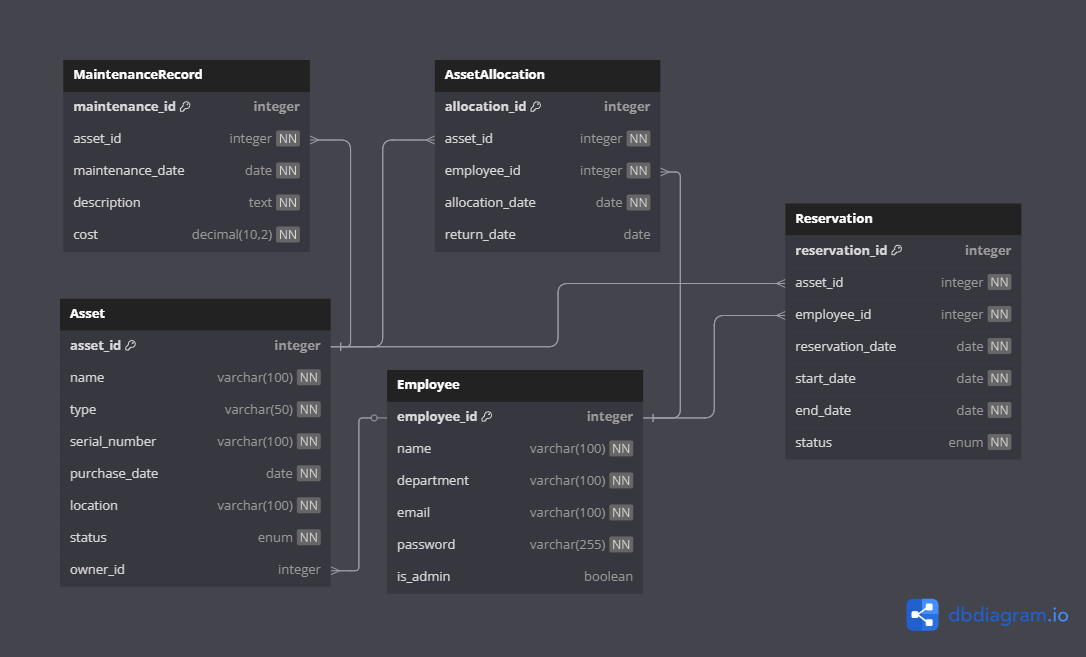 MaintenanceRecord
maintenance_id integer
asset_id integer NN
maintenance_date date NN
description text NN
cost decimal(10,2) NN
AssetAllocation
allocation_id integer
asset_id integer NN
employee_id integer NN
allocation_date date NN
return_date date
Reservation
reservation_id integer
asset_id integer NN
employee_id integer NN
reservation_date date NN
start_date date NN
end_date date NN
status enum NN
Asset
asset_id integer
name varchar(100) NN
type varchar(50) NN
serial_number varchar(100) NN
purchase_date date NN
location varchar(100) NN
status enum NN
owner_id integer
Employee
employee_id integer
name varchar(100) NN
department varchar(100) NN
email varchar(100) NN
password varchar(255) NN
is_admin boolean
dbdiagram.io